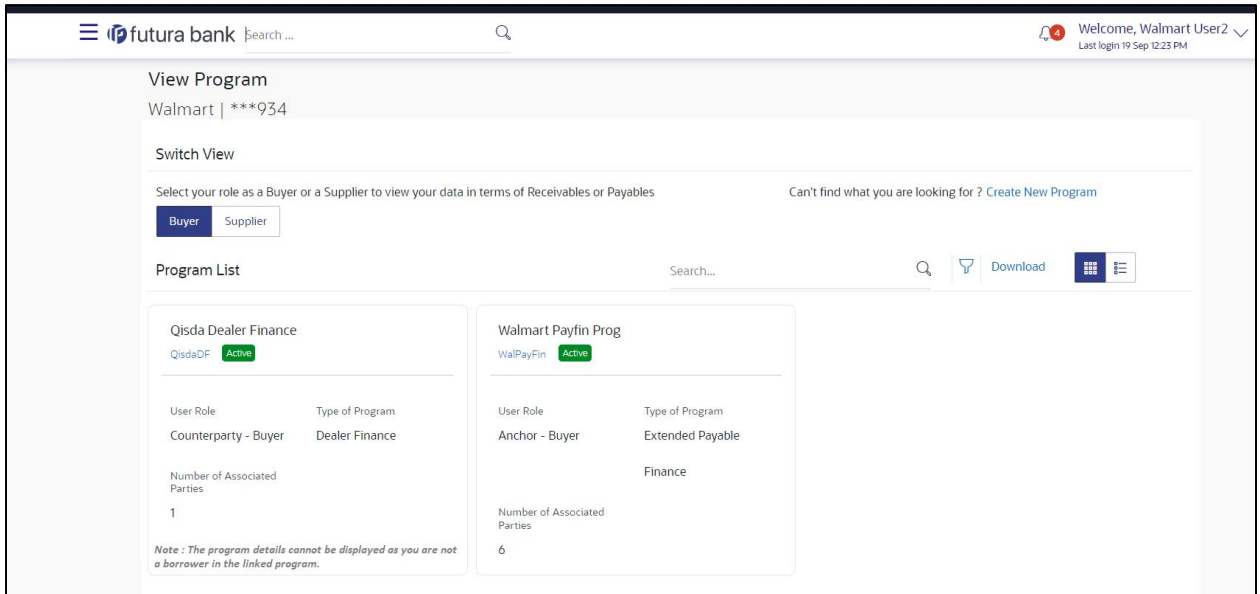 futura bank
Search ...
4
Welcome, Walmart User2
Last login 19 Sep 12:23 PM
View Program
Walmart | ***934
Switch View
Select your role as a Buyer or a Supplier to view your data in terms of Receivables or Payables
Can't find what you are looking for ? Create New Program
Buyer
Supplier
Program List
Search...
Download
Qisda Dealer Finance
QisdaDF
Active
User Role
Type of Program
Counterparty - Buyer
Dealer Finance
Number of Associated
Parties
1
Note : The program details cannot be displayed as you are not
a borrower in the linked program.
Walmart Payfin Prog
WalPayFin
Active
User Role
Type of Program
Anchor - Buyer
Extended Payable
Finance
Number of Associated
Parties
6